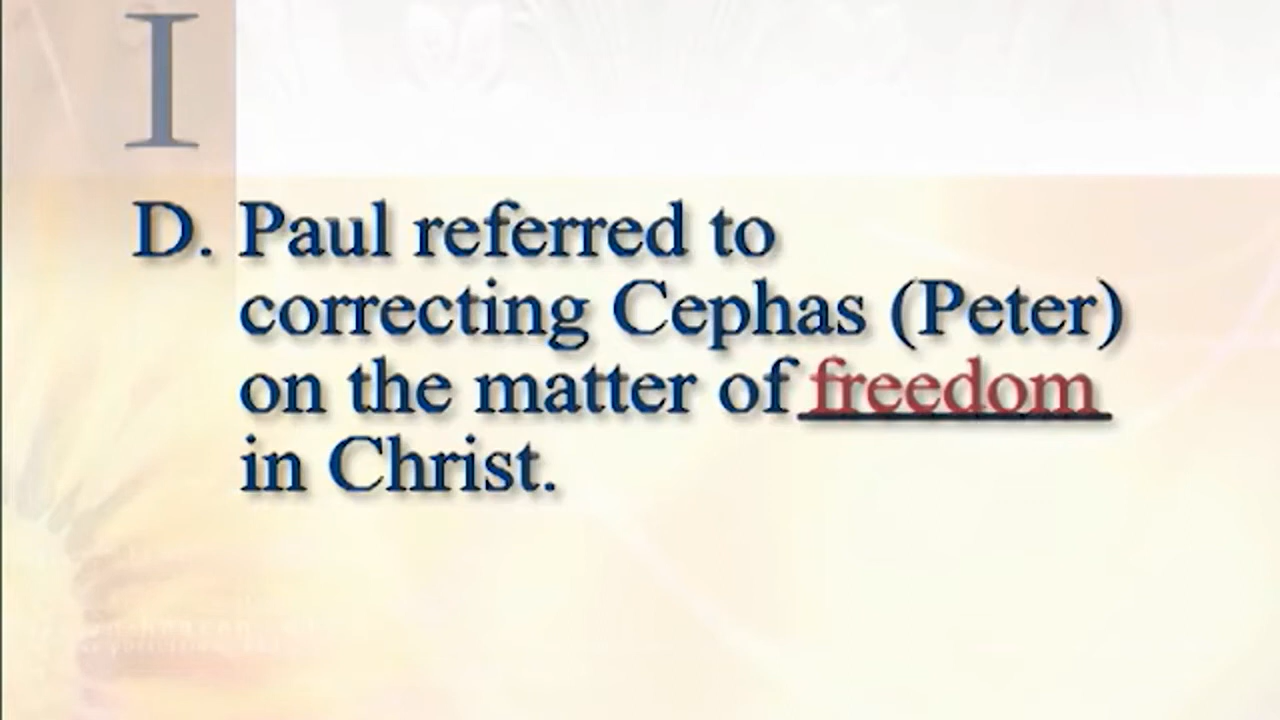 I
D. Paul referred to
correcting Cephas (Peter)
on the matter of freedom
in Christ.